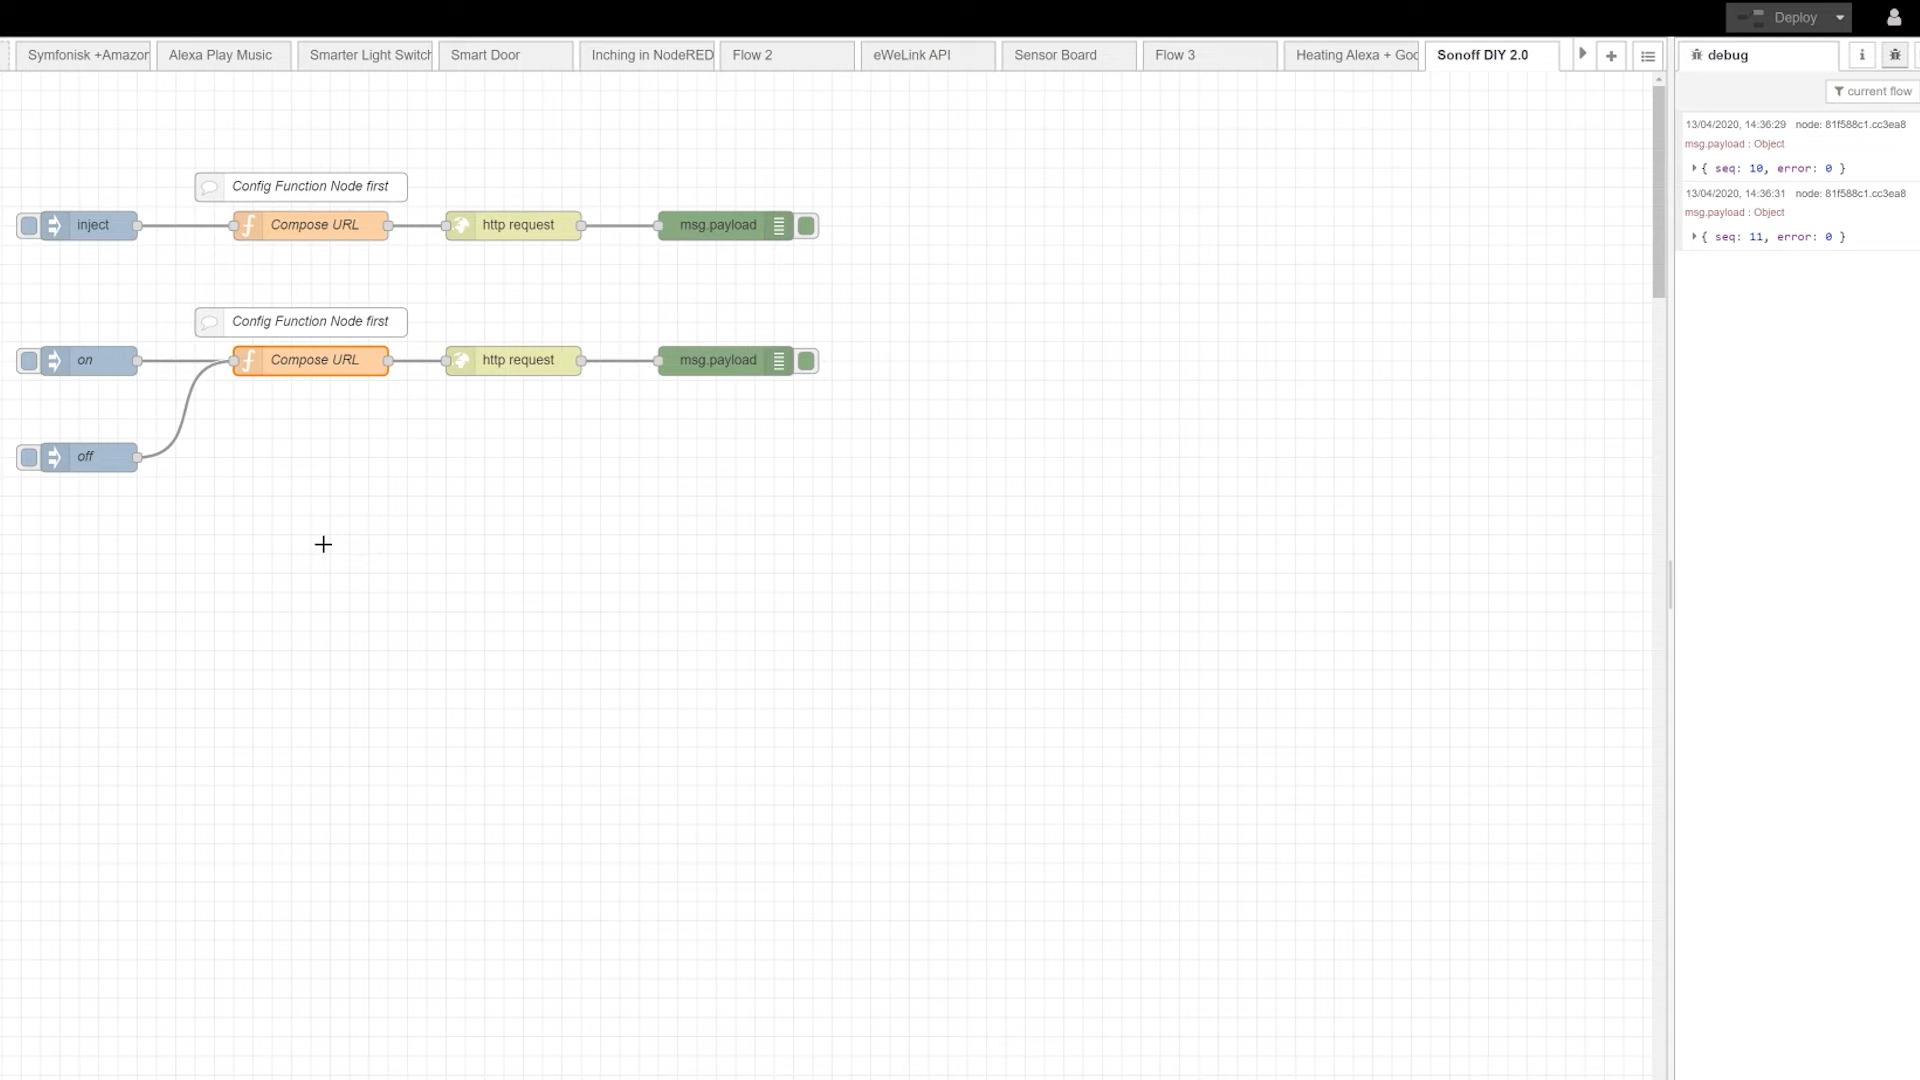 Deploy
Symfonisk +Amazor
Alexa Play Music
Smarter Light Switch
Smart Door
Inching in NodeRED
Flow 2
eWeLink API
Sensor Board
Flow 3
Heating Alexa + Goo
Sonoff DIY 2.0
debug
i
current flow
13/04/2020, 14:36:29 node: 81f588c1.cc3ea8
msg.payload : Object
{ seq: 10, error: 0 }
13/04/2020, 14:36:31 node: 81f588c1.cc3ea8
msg.payload : Object
{ seq: 11, error: 0 }
Config Function Node first
inject
Compose URL
http request
msg.payload
Config Function Node first
on
Compose URL
http request
msg.payload
off